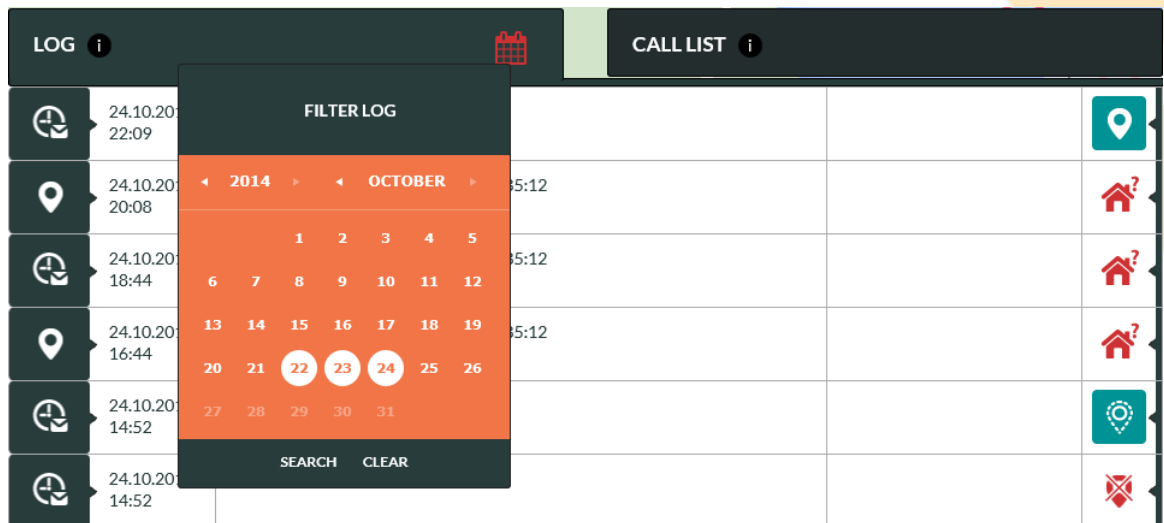 LOG i
CALL LIST i
FILTER LOG
2014 OCTOBER
1 2 3 4 5
6 7 8 9 10 11 12
13 14 15 16 17 18 19
20 21 22 23 24 25 26
27 28 29 30 31
SEARCH CLEAR
24.10.20
22:09
24.10.20
20:08
35:12
?
24.10.20
18:44
35:12
?
24.10.20
16:44
35:12
?
24.10.20
14:52
24.10.20
14:52